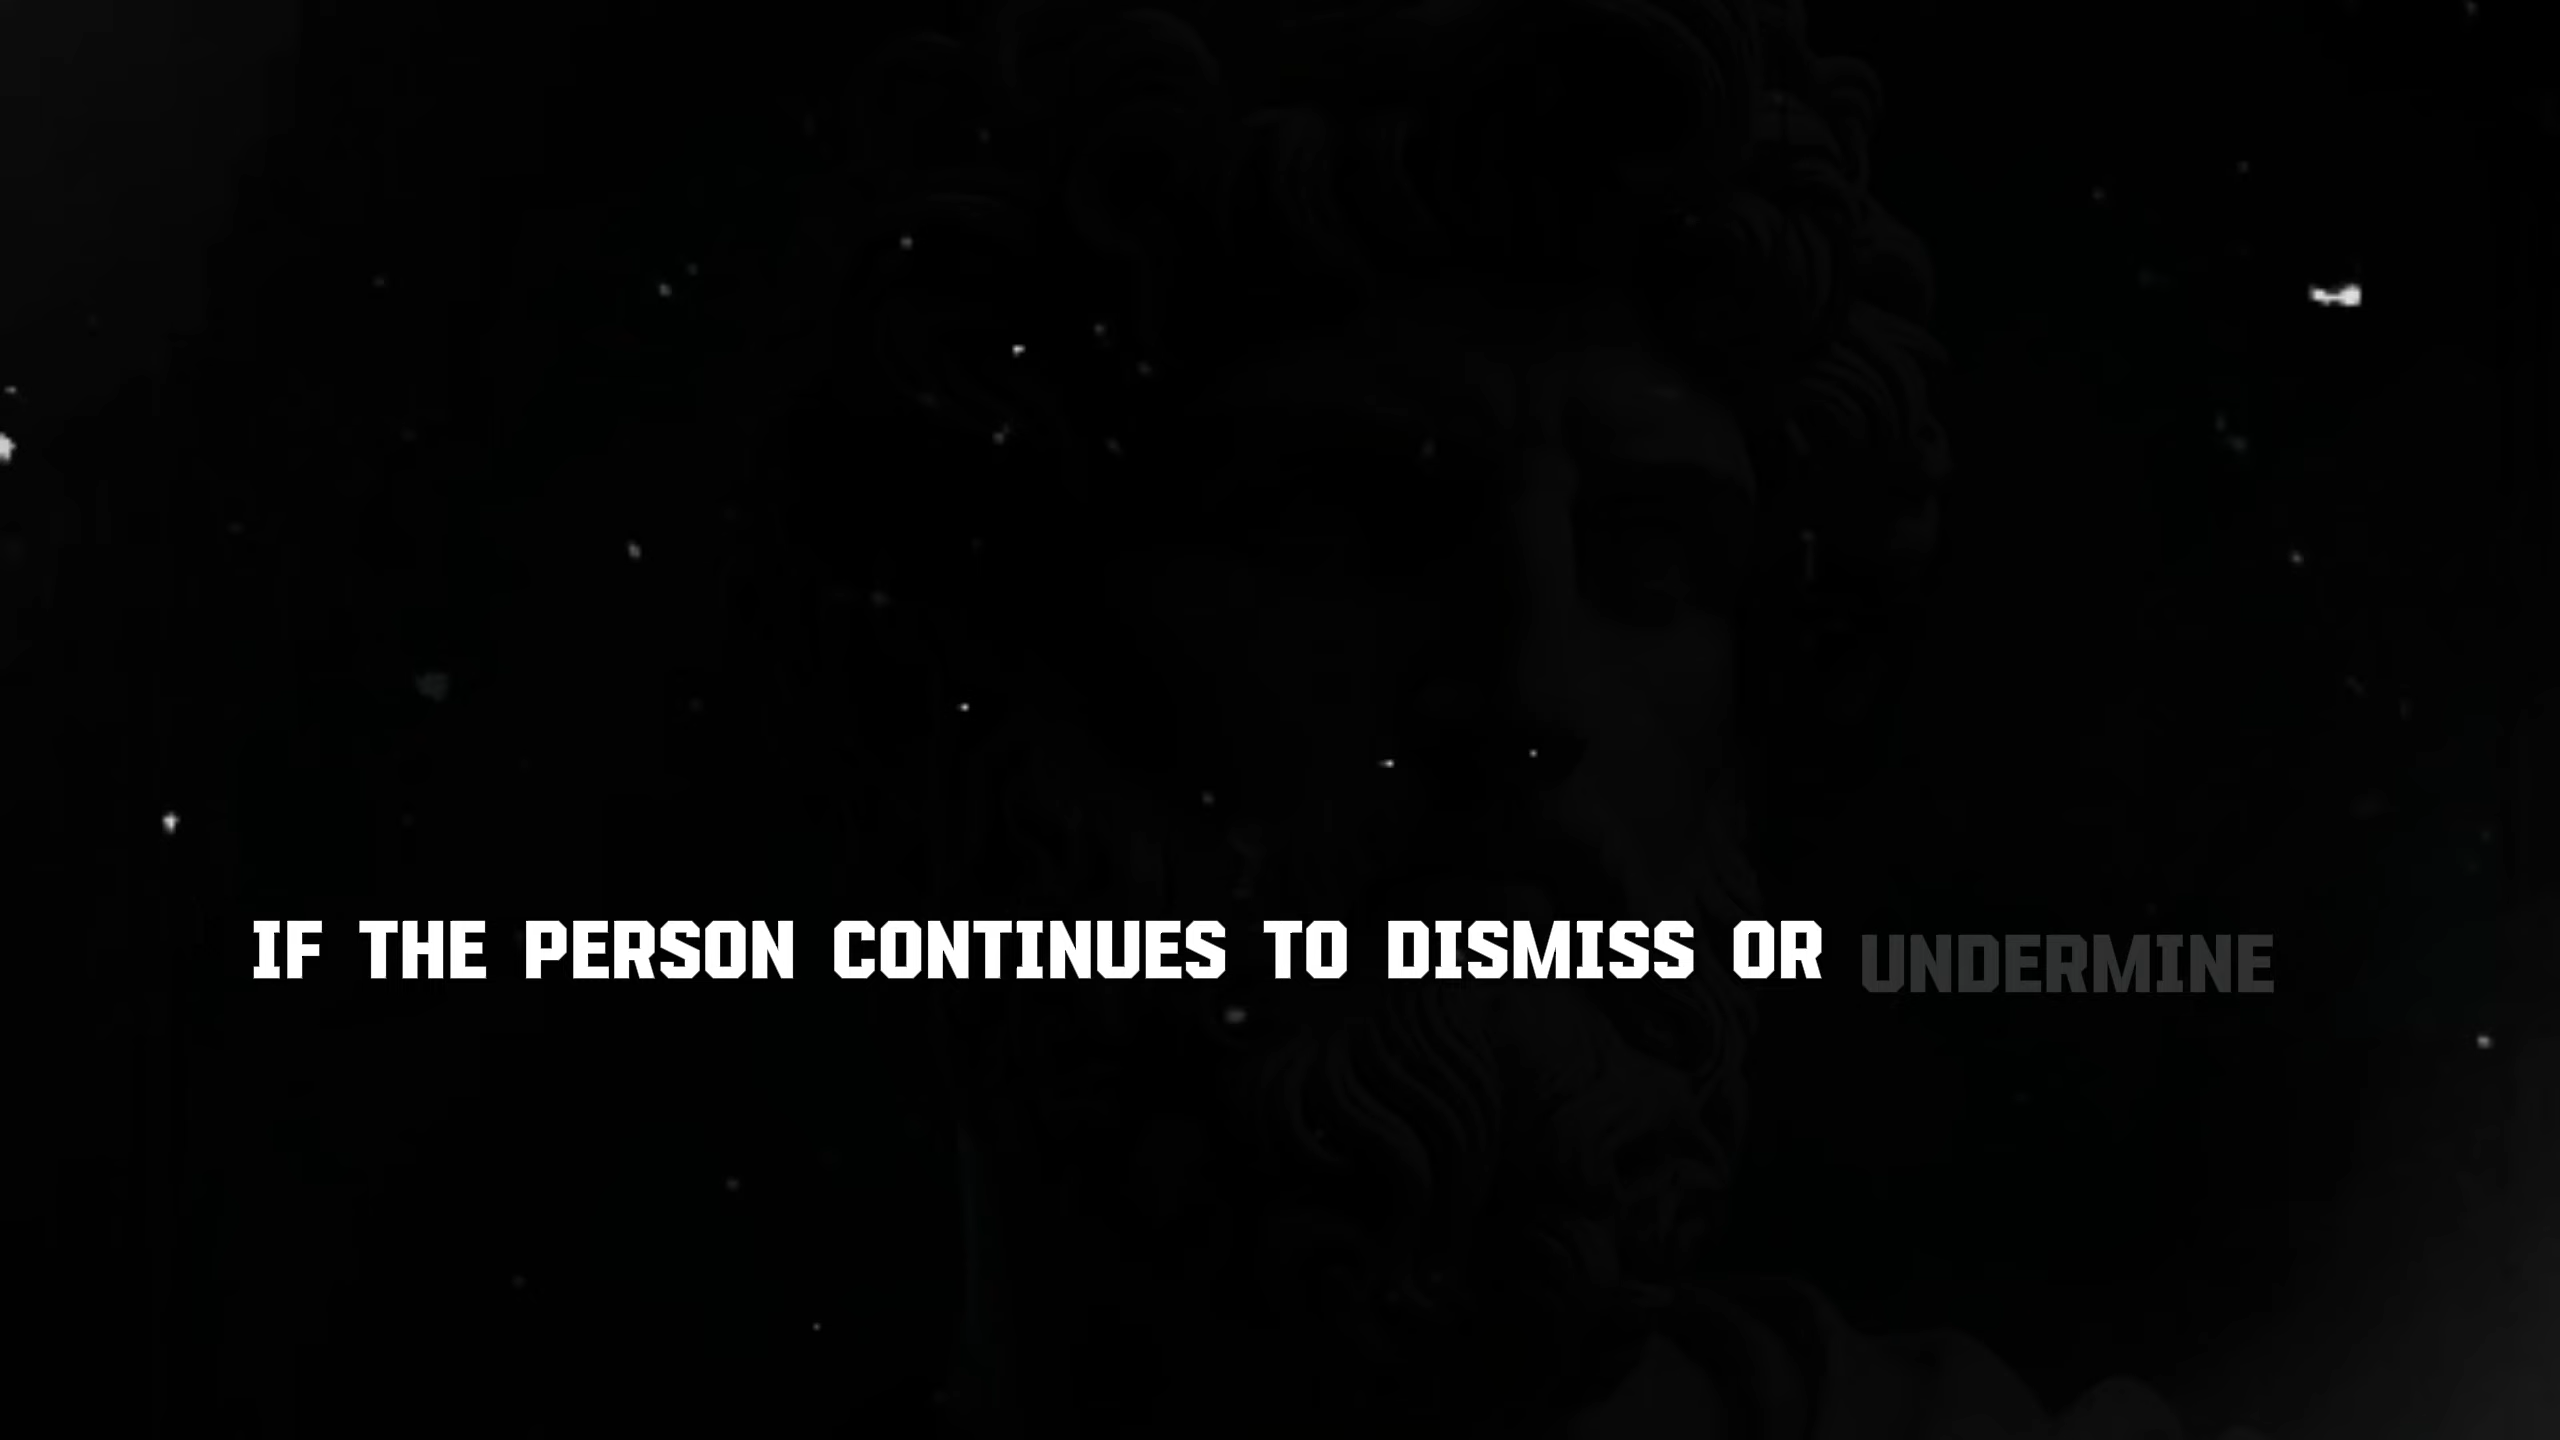 IF THE PERSON CONTINUES TO DISMISS OR UNDERMINE